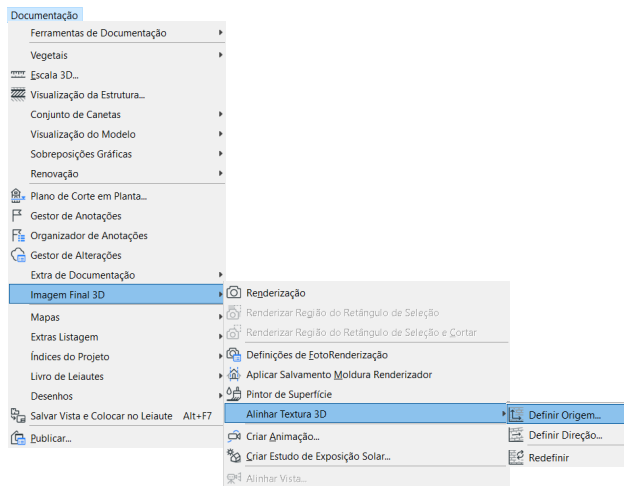 Documentação
Ferramentas de Documentação
Vegetais
Escala 3D...
Visualização da Estrutura...
Conjunto de Canetas
Visualização do Modelo
Sobreposições Gráficas
Renovação
Plano de Corte em Planta...
Gestor de Anotações
Organizador de Anotações
Gestor de Alterações
Extra de Documentação
Imagem Final 3D
Mapas
Extras Listagem
Índices do Projeto
Livro de Leiautes
Desenhos
Salvar Vista e Colocar no Leiaute Alt+F7
Publicar...
Renderização
Renderizar Região do Retângulo de Seleção
Renderizar Região do Retângulo de Seleção e Cortar
Definições de FotoRenderização
Aplicar Salvamento Moldura Renderizador
Pintor de Superfície
Alinhar Textura 3D
Criar Animação...
Criar Estudo de Exposição Solar...
Alinhar Vista...
Definir Origem...
Definir Direção...
Redefinir